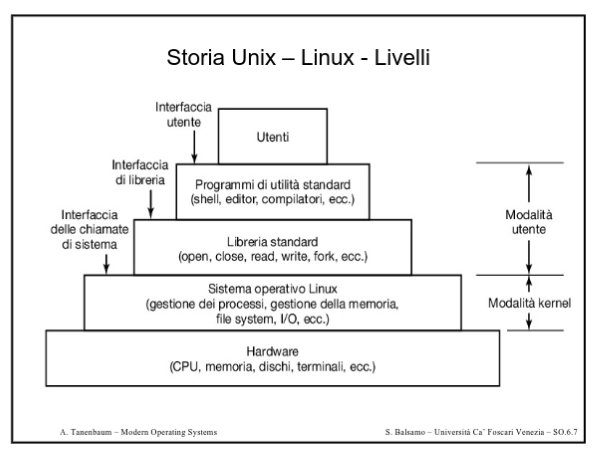 Storia Unix – Linux - Livelli
Interfaccia
utente
Utenti
Interfaccia
di libreria
Programmi di utilità standard
(shell, editor, compilatori, ecc.)
Interfaccia
delle chiamate
di sistema
Libreria standard
(open, close, read, write, fork, ecc.)
Modalità
utente
Sistema operativo Linux
(gestione dei processi, gestione della memoria,
file system, I/O, ecc.)
Modalità kernel
Hardware
(CPU, memoria, dischi, terminali, ecc.)
A. Tanenbaum – Modern Operating Systems
S. Balsamo – Università Ca’ Foscari Venezia – SO.6.7